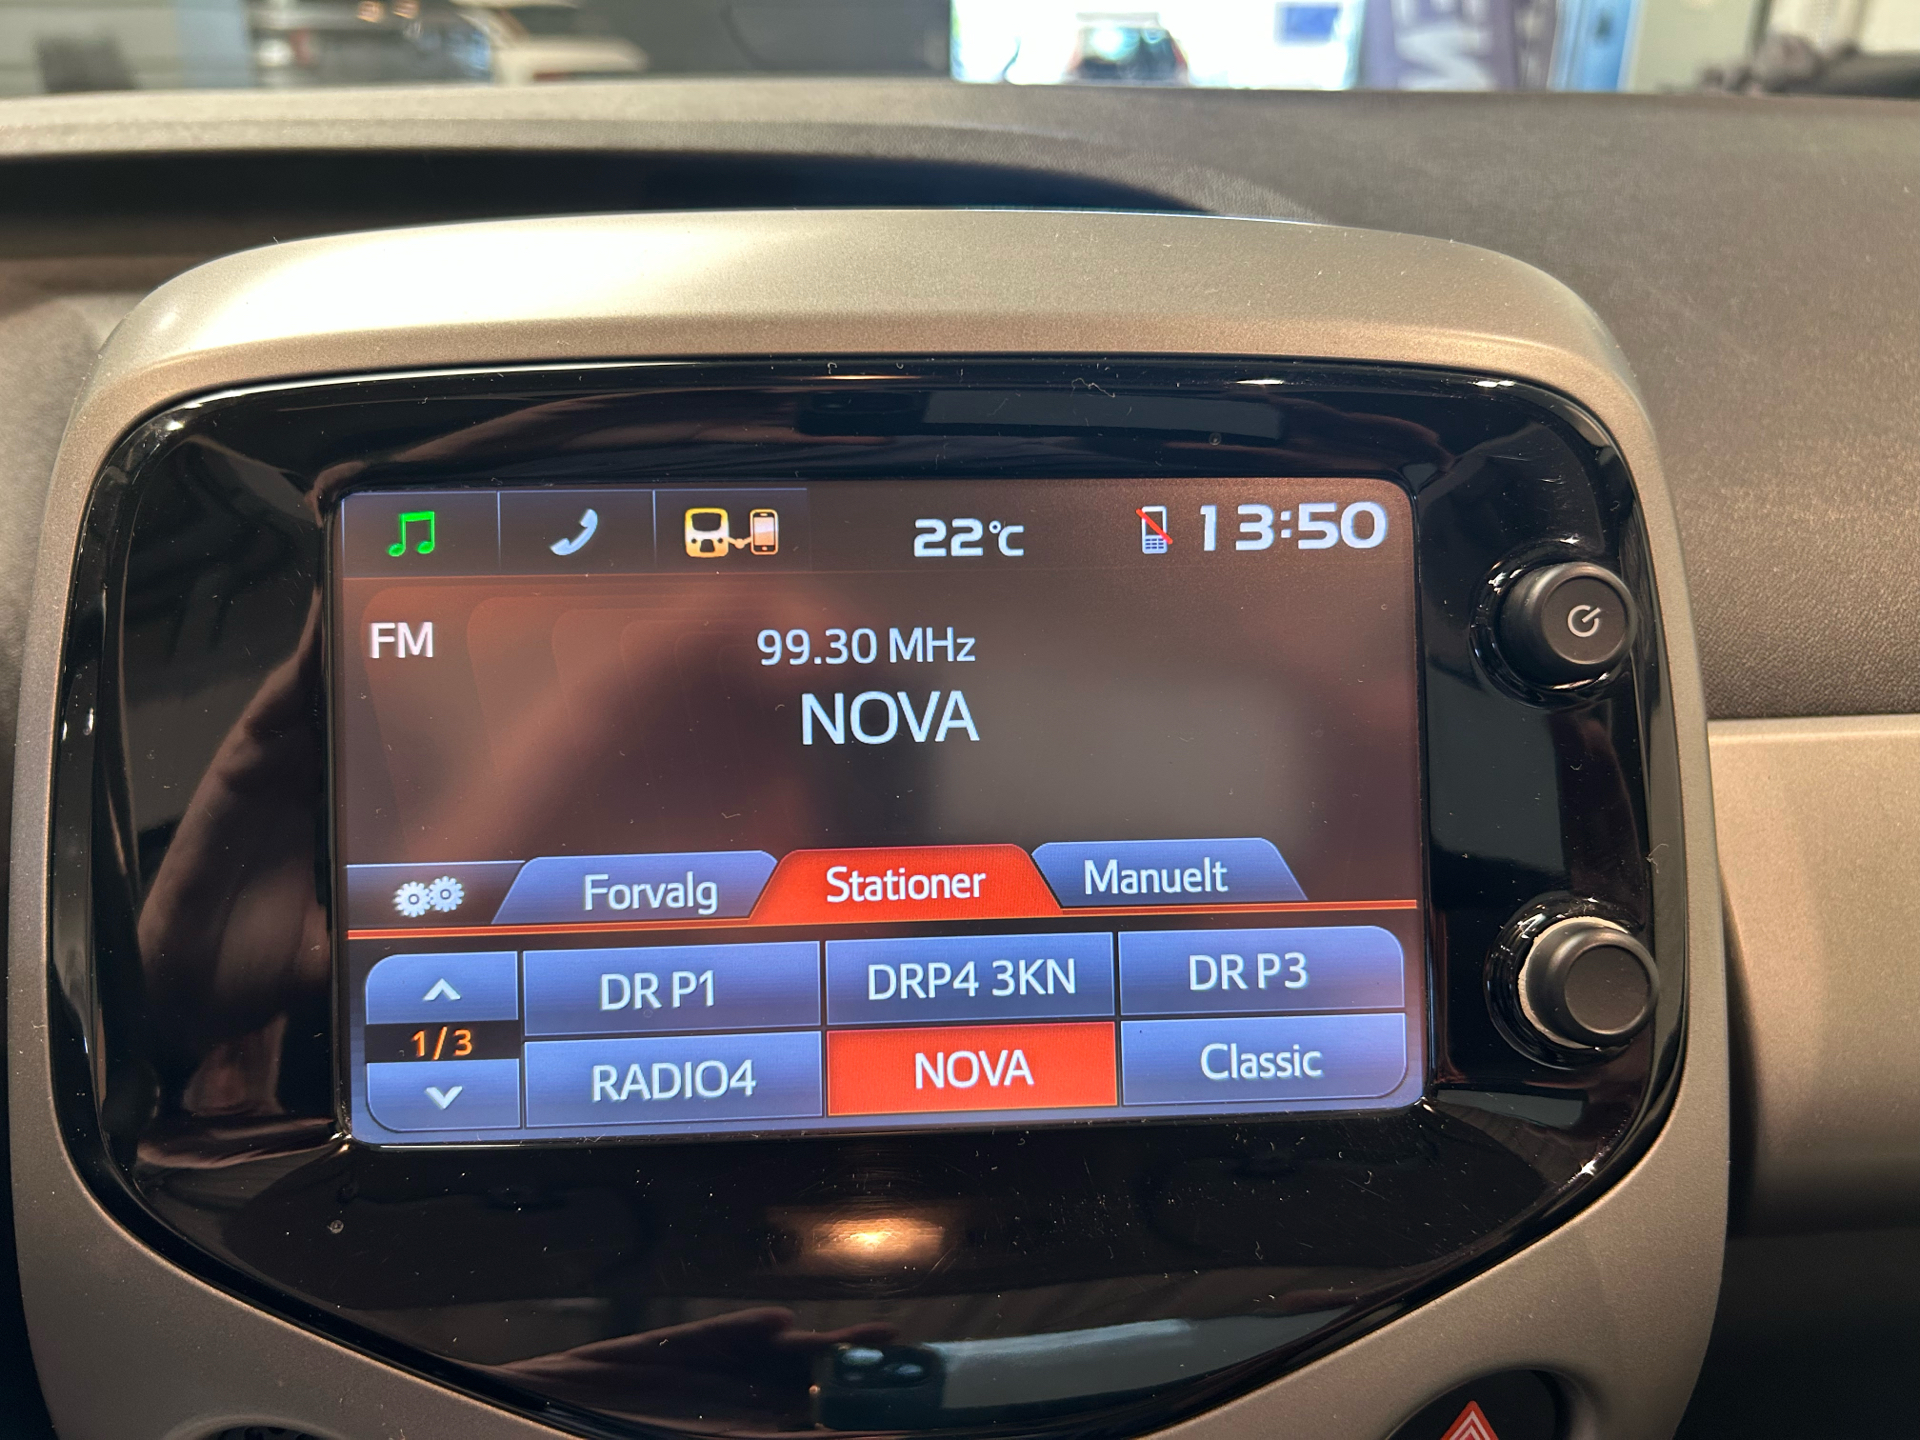 22°C 13:50
FM
99.30 MHz
NOVA
Forvalg Stationer Manuelt
DR P1 DRP4 3KN DR P3
1/3
RADIO4 NOVA Classic